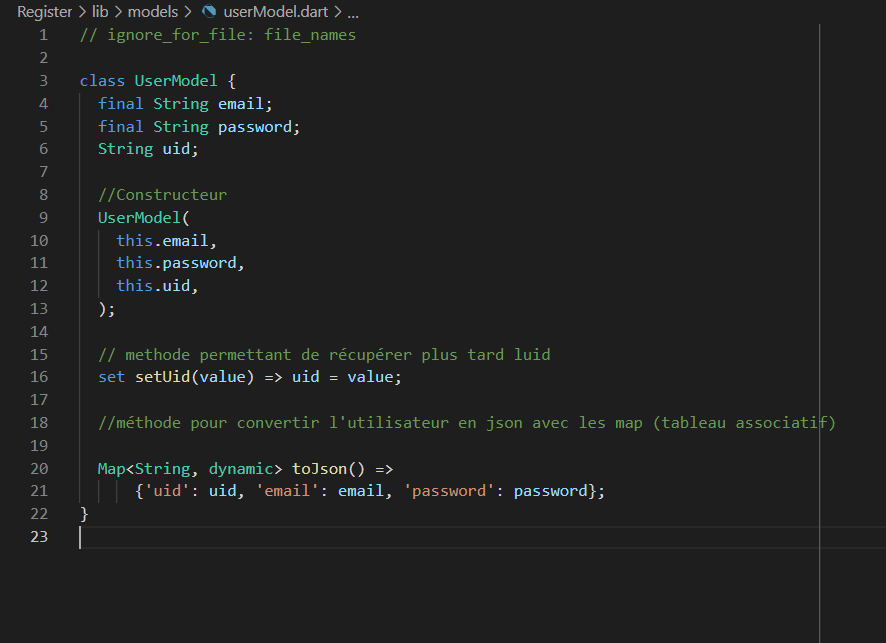 Register > lib > models > userModel.dart > ...
1 // ignore_for_file: file_names
2
3 class UserModel {
4 final String email;
5 final String password;
6 String uid;
7
8 //Constructeur
9 UserModel(
10 this.email,
11 this.password,
12 this.uid,
13 );
14
15 // methode permettant de récupérer plus tard luid
16 set setUid(value) => uid = value;
17
18 //méthode pour convertir l'utilisateur en json avec les map (tableau associatif)
19
20 Map<String, dynamic> toJson() =>
21 {'uid': uid, 'email': email, 'password': password};
22 }
23